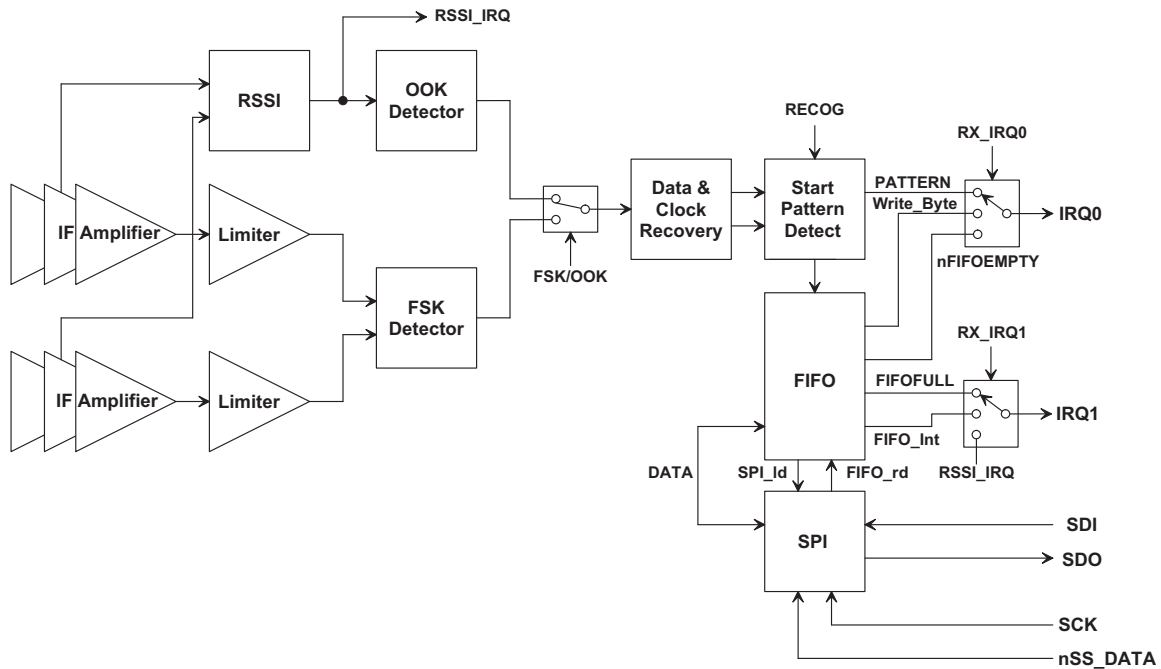 RSSI_IRQ
RSSI
OOK
Detector
RECOG
RX_IRQ0
IF Amplifier
Limiter
Data &
Clock
Recovery
Start
Pattern
Detect
PATTERN
Write_Byte
IRQ0
nFIFOEMPTY
FSK/OOK
FSK
Detector
RX_IRQ1
IF Amplifier
Limiter
FIFO
FIFOFULL
IRQ1
FIFO_Int
DATA
SPI_ld
FIFO_rd
RSSI_IRQ
SPI
SDI
SDO
SCK
nSS_DATA